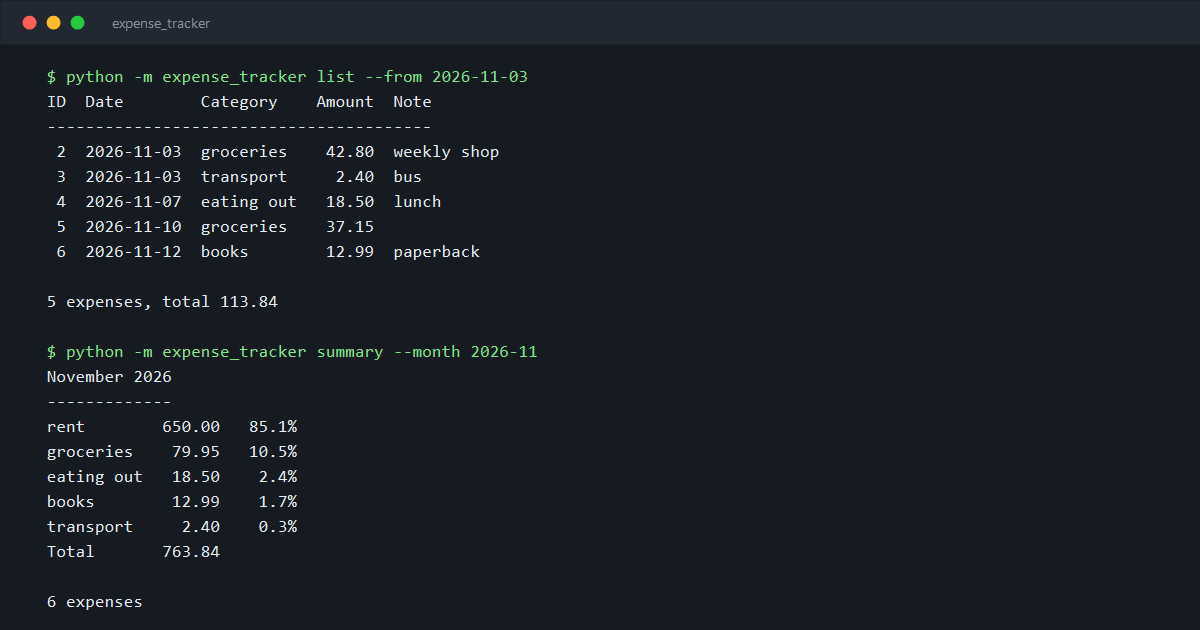 expense_tracker
$ python -m expense_tracker list --from 2026-11-03
ID  Date        Category    Amount  Note
----------------------------------------
 2  2026-11-03  groceries    42.80  weekly shop
 3  2026-11-03  transport     2.40  bus
 4  2026-11-07  eating out   18.50  lunch
 5  2026-11-10  groceries    37.15
 6  2026-11-12  books        12.99  paperback
5 expenses, total 113.84
$ python -m expense_tracker summary --month 2026-11
November 2026
-------------
rent        650.00   85.1%
groceries    79.95   10.5%
eating out   18.50    2.4%
books        12.99    1.7%
transport     2.40    0.3%
Total       763.84
6 expenses